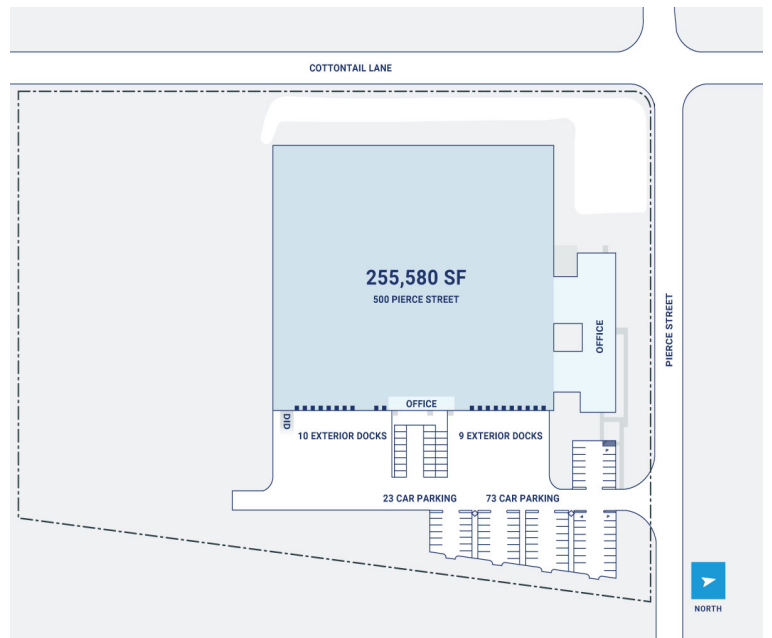 COTTONTAIL LANE
255,580 SF
500 PIERCE STREET
PIERCE STREET
OFFICE
OFFICE
DID
10 EXTERIOR DOCKS
9 EXTERIOR DOCKS
23 CAR PARKING
73 CAR PARKING
NORTH